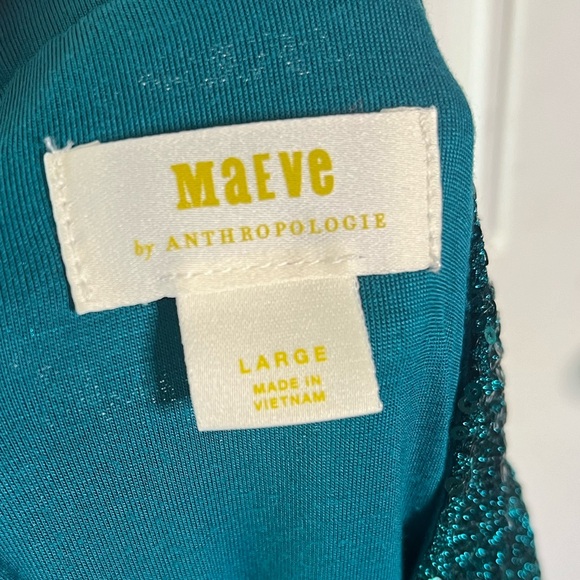 MaEVe
by ANTHROPOLOGIE
LARGE
MADE IN
VIETNAM